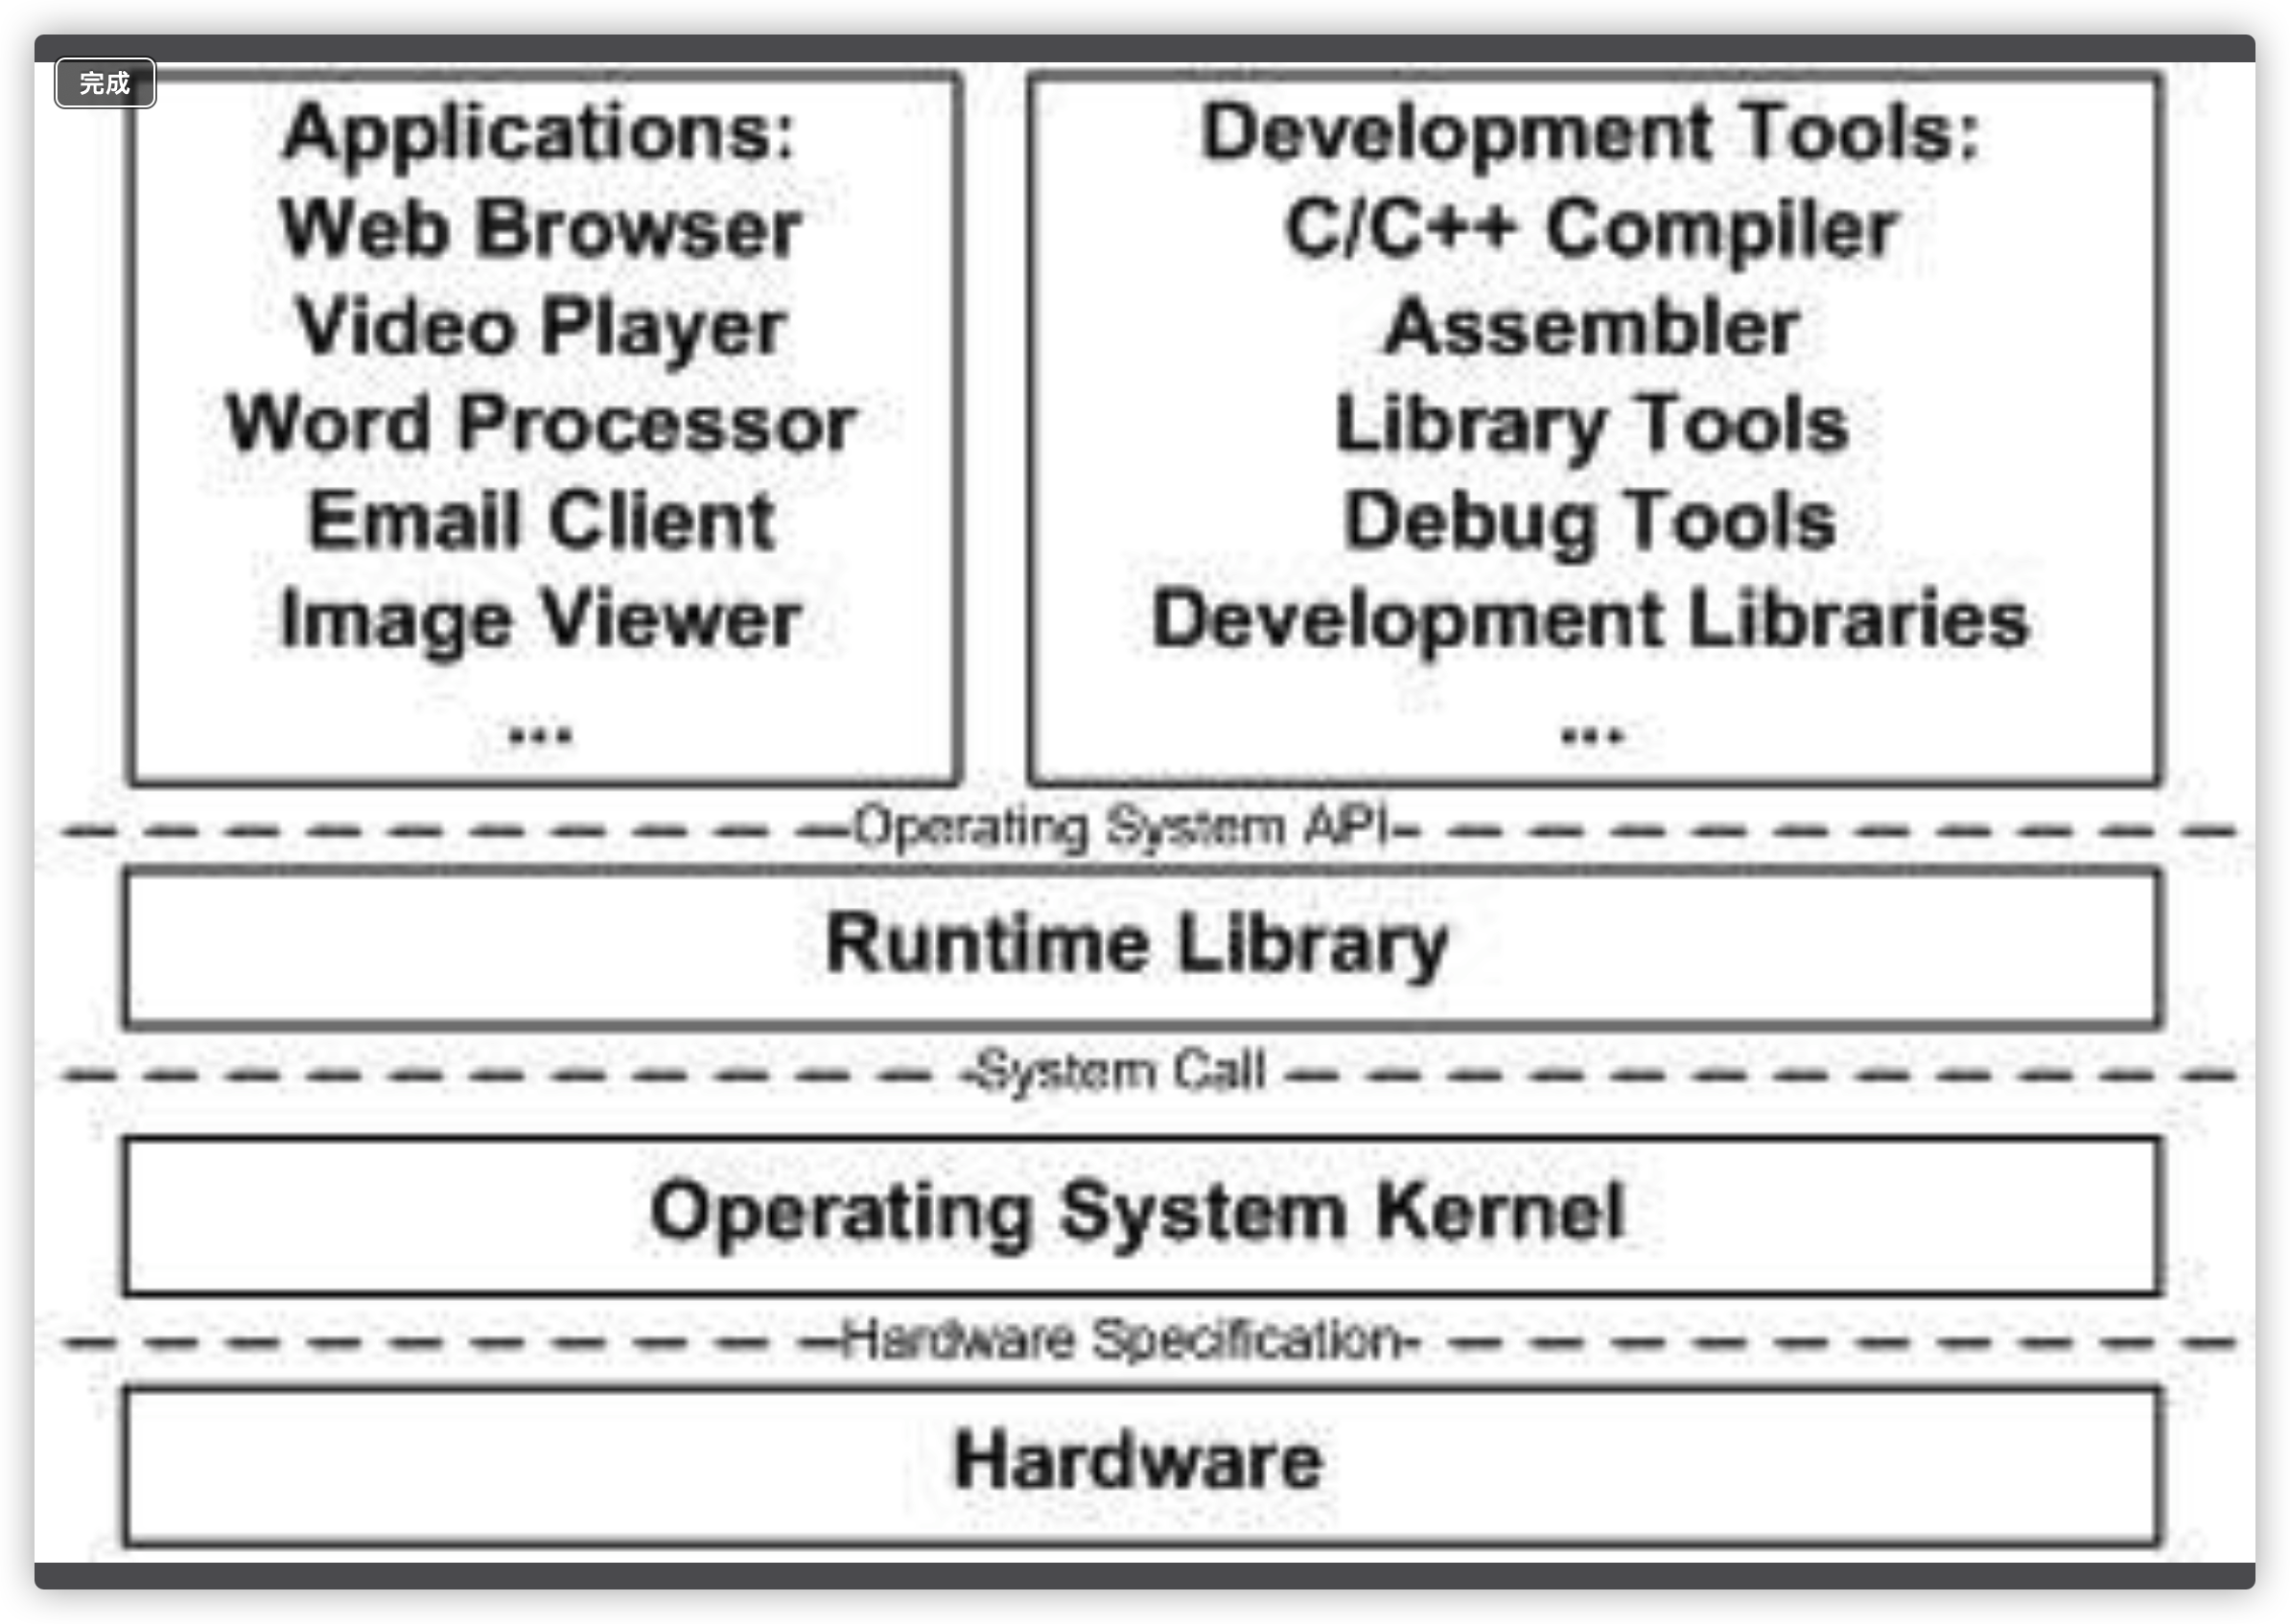 完成
Applications:
Web Browser
Video Player
Word Processor
Email Client
Image Viewer
...
Development Tools:
C/C++ Compiler
Assembler
Library Tools
Debug Tools
Development Libraries
...
Operating System API
Runtime Library
System Call
Operating System Kernel
Hardware Specification
Hardware